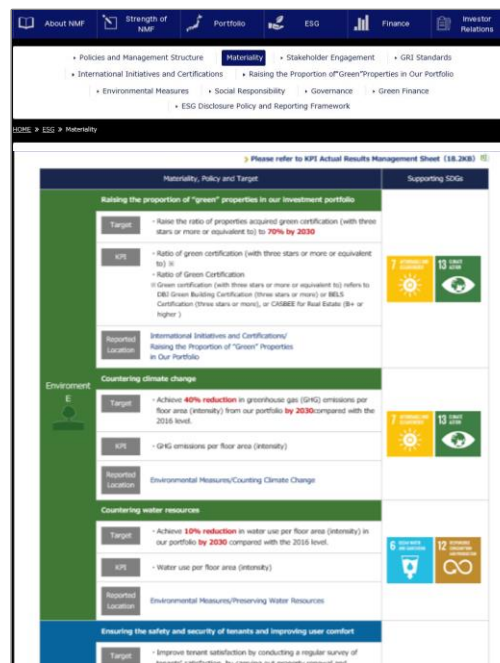 About NMF
Strength of
NMF
Portfolio
ESG
Finance
Investor
Relations
Policies and Management Structure
Materiality
Stakeholder Engagement
GRI Standards
International Initiatives and Certifications
Raising the Proportion of"Green"Properties in Our Portfolio
Environmental Measures
Social Responsibility
Governance
Green Finance
ESG Disclosure Policy and Reporting Framework
HOME » ESG » Materiality
Please refer to KPI Actual Results Management Sheet (18.2KB)
Materiality, Policy and Target
Supporting SDGs
Enviroment
E
Raising the proportion of "green" properties in our investment portfolio
Target
・Raise the ratio of properties acquired green certification (with three
stars or more or equivalent to) to 70% by 2030
KPI
・Ratio of green certification (with three stars or more or equivalent
to) ※
・Ratio of Green Certification
※Green certification (with three stars or more or equivalent to) refers to
DBJ Green Building Certification (three stars or more) or BELS
Certification (three stars or more), or CASBEE for Real Estate (B+ or
higher )
Reported
Location
International Initiatives and Certifications/
Raising the Proportion of "Green" Properties
in Our Portfolio
7
13 CLIMATE
ACTION
Countering climate change
Target
・Achieve 40% reduction in greenhouse gas (GHG) emissions per
floor area (intensity) from our portfolio by 2030compared with the
2016 level.
KPI
・GHG emissions per floor area (intensity)
Reported
Location
Environmental Measures/Counting Climate Change
7
13 CLIMATE
ACTION
Countering water resources
Target
・Achieve 10% reduction in water use per floor area (intensity) in
our portfolio by 2030 compared with the 2016 level.
KPI
・Water use per floor area (intensity)
Reported
Location
Environmental Measures/Preserving Water Resources
6 CLEAN WATER
AND SANITATION
12 RESPONSIBLE
CONSUMPTION
AND PRODUCTION
Ensuring the safety and security of tenants and improving user comfort
Target
・Improve tenant satisfaction by conducting a regular survey of